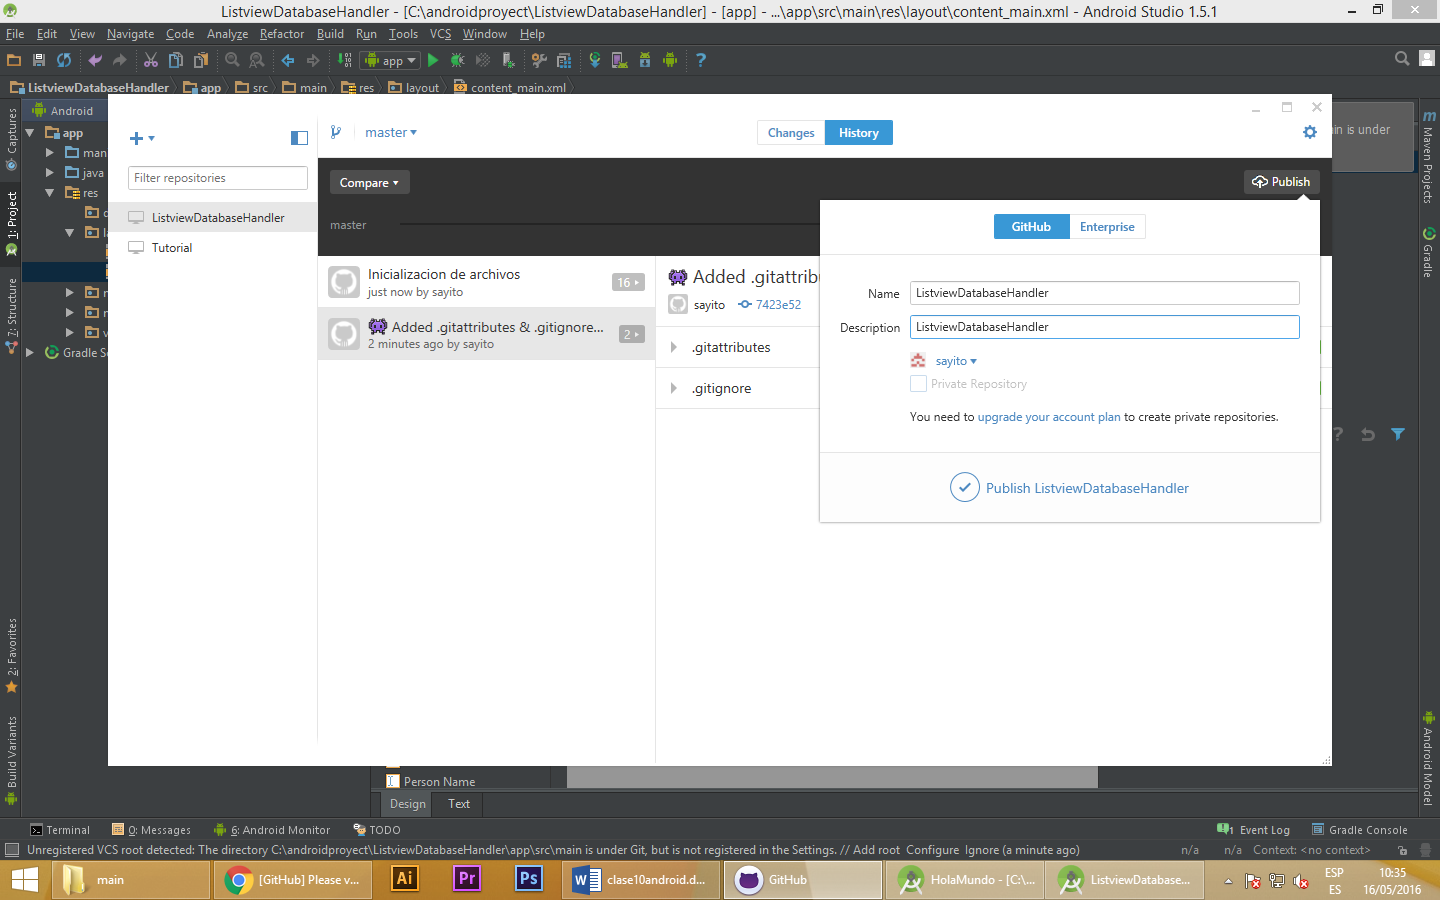 ListviewDatabaseHandler - [C:\androidproyect\ListviewDatabaseHandler] - [app] - ...\app\src\main\res\layout\content_main.xml - Android Studio 1.5.1
File Edit View Navigate Code Analyze Refactor Build Run Tools VCS Window Help
app
ListviewDatabaseHandler app src main res layout content_main.xml
Captures
1: Project
7: Structure
2: Favorites
Build Variants
Android
app
man
java
res
Gradle Sc
master
Changes History
Filter repositories
ListviewDatabaseHandler
Tutorial
Compare
Publish
master
Inicializacion de archivos
just now by sayito
16
Added .gitattributes & .gitignore...
2 minutes ago by sayito
2
Added .gitattribu
sayito 7423e52
.gitattributes
.gitignore
GitHub Enterprise
Name ListviewDatabaseHandler
Description ListviewDatabaseHandler
sayito
Private Repository
You need to upgrade your account plan to create private repositories.
Publish ListviewDatabaseHandler
in is under
Maven Projects
Gradle
Android Model
Person Name
Design Text
Terminal 0: Messages 6: Android Monitor TODO
1 Event Log Gradle Console
Unregistered VCS root detected: The directory C:\androidproyect\ListviewDatabaseHandler\app\src\main is under Git, but is not registered in the Settings. // Add root Configure Ignore (a minute ago)
n/a n/a Context: <no context>
main
[GitHub] Please v...
Ai
Pr
Ps
clase10android.d...
GitHub
HolaMundo - [C:\...
ListviewDatabase...
ESP
ES
10:35
16/05/2016